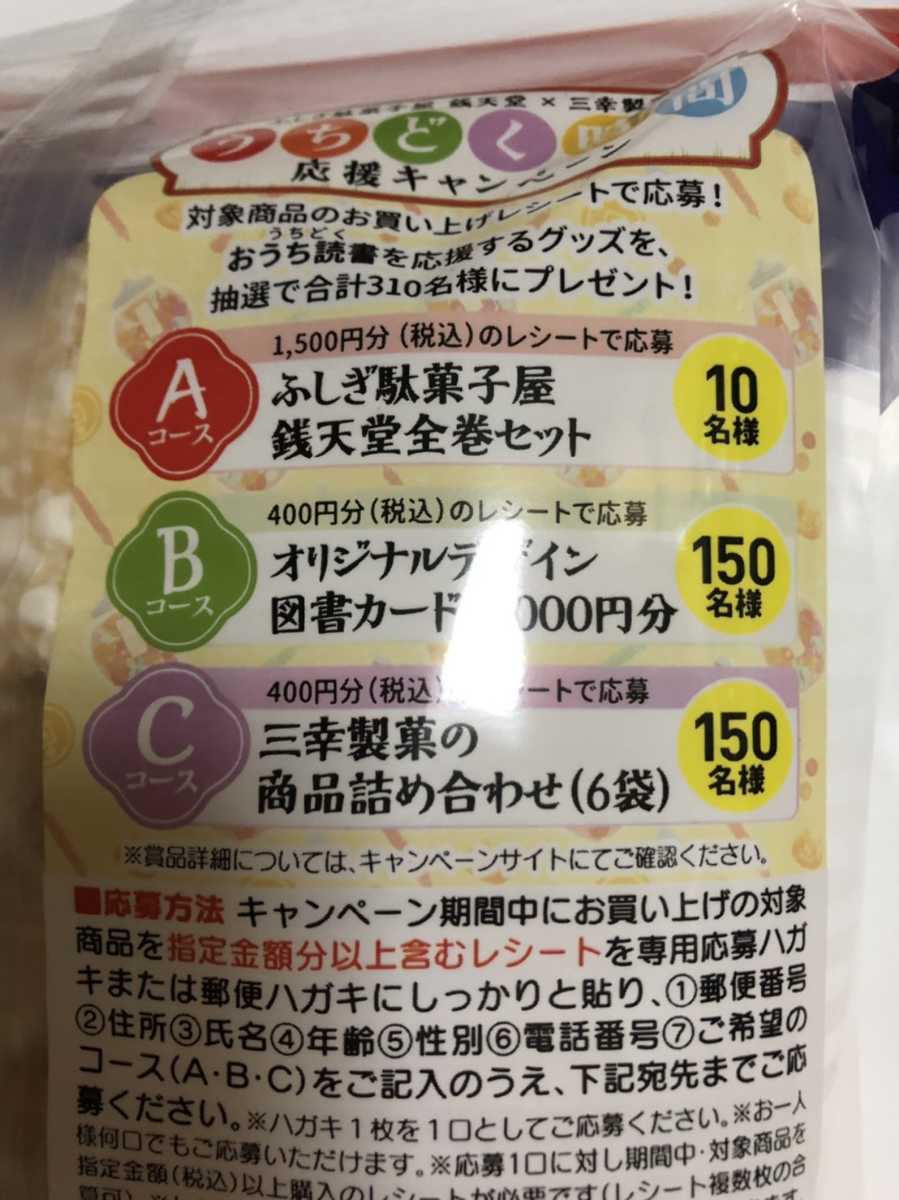 菓子屋 銭天堂 × 三幸製
うちどく時間
応援キャンペーン
対象商品のお買い上げレシートで応募!
うちどく
おうち読書を応援するグッズを、
抽選で合計310名様にプレゼント!
1,500円分(税込)のレシートで応募
A
コース
ふしぎ駄菓子屋
銭天堂全巻セット
10
名様
400円分(税込)のレシートで応募
B
コース
オリジナルデザイン
図書カード 000円分
150
名様
400円分(税込) レシートで応募
C
コース
三幸製菓の
商品詰め合わせ(6袋)
150
名様
※賞品詳細については、キャンペーンサイトにてご確認ください。
■応募方法 キャンペーン期間中にお買い上げの対象
商品を指定金額分以上含むレシートを専用応募ハガ
キまたは郵便ハガキにしっかりと貼り、①郵便番号
②住所③氏名④年齢⑤性別⑥電話番号⑦ご希望の
コース(A・B・C)をご記入のうえ、下記宛先までご応
募ください。※ハガキ1枚を1口としてご応募ください。※お一人
様何口でもご応募いただけます。※応募1口に対し期間中・対象商品を
指定金額(税込)以上購入のレシートが必要です(レシート複数枚の合